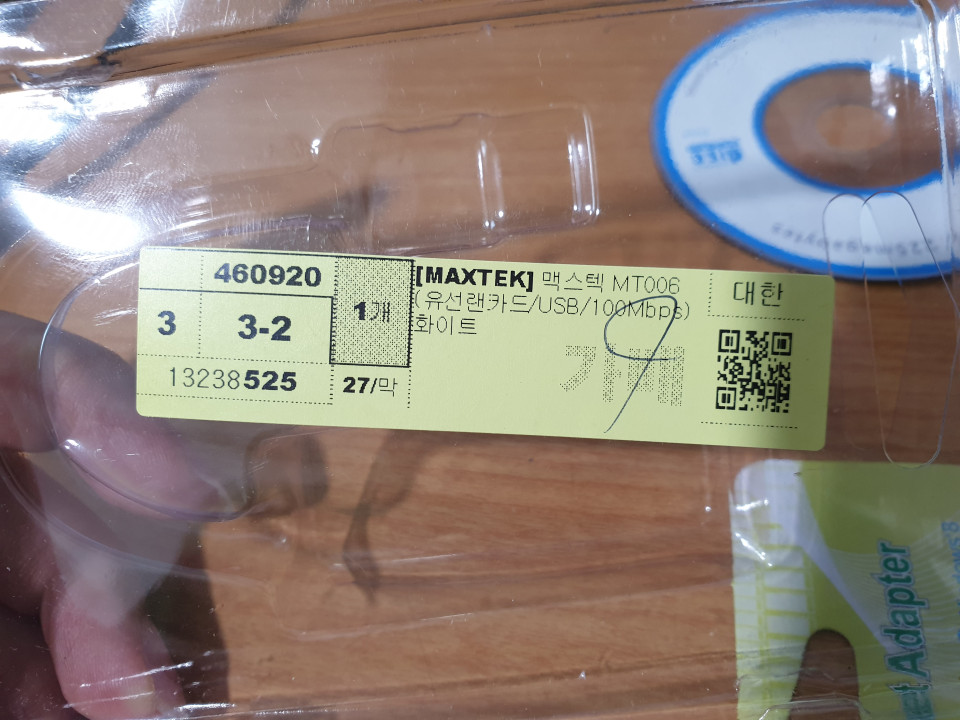 460920
3
3-2
1개
13238525
27/막
[MAXTEK] 맥스텍 MT006
(유선랜카드/USB/100Mbps)
화이트
대한
Adapter